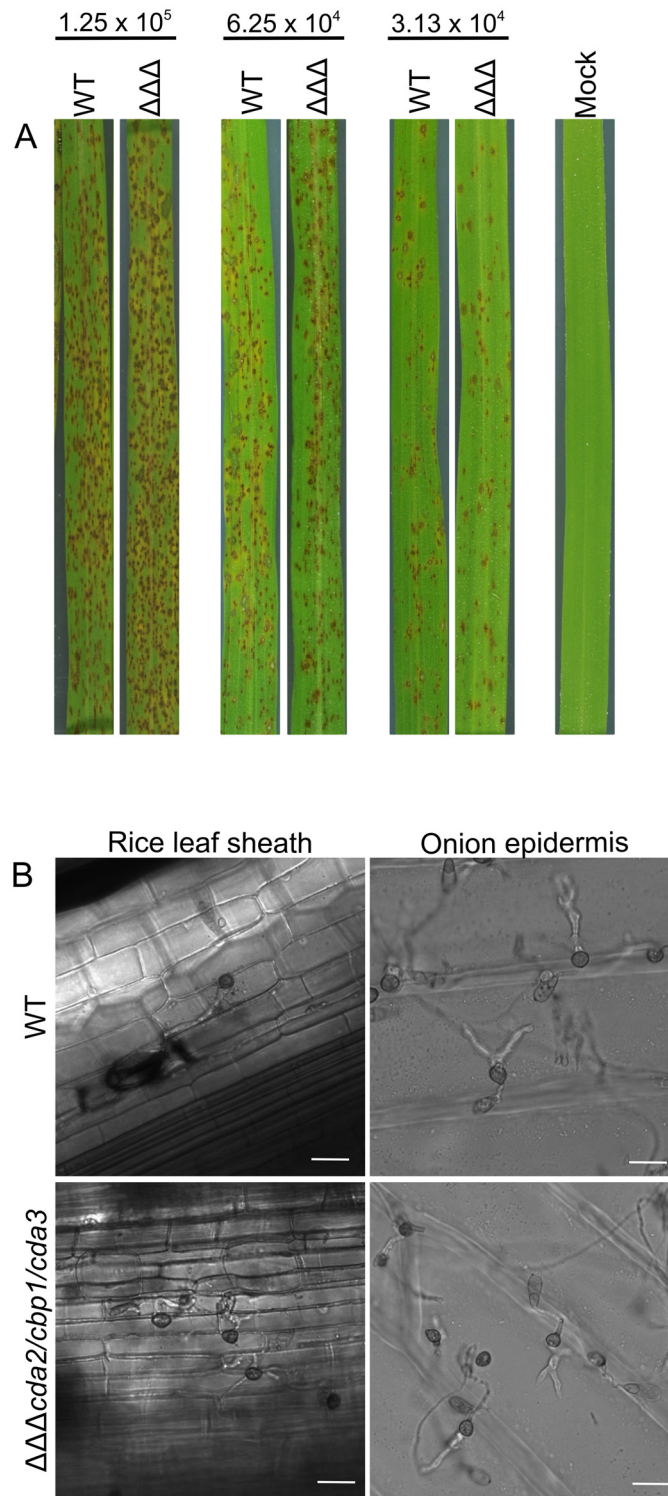 1.25 x 10⁵ 6.25 x 10⁴ 3.13 x 10⁴
WT ΔΔΔ WT ΔΔΔ WT ΔΔΔ Mock
A
Rice leaf sheath Onion epidermis
B
WT
ΔΔΔcda2/cbp1/cda3